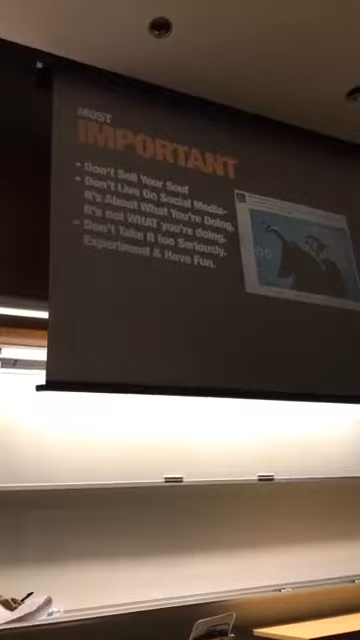 MOST
IMPORTANT
• Don't Sell Your Soul
• Don't Live On Social Media-
It's About What You're Doing,
It's not WHAT you're doing.
• Don't Take It too Seriously.
Experiment & Have Fun.